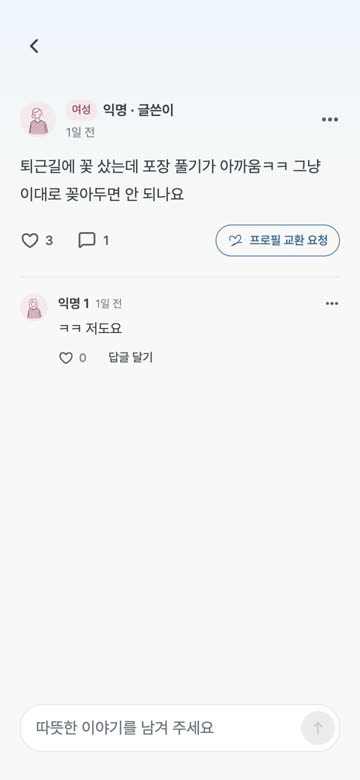 여성 익명 · 글쓴이
1일 전
퇴근길에 꽃 샀는데 포장 풀기가 아까움ㅋㅋ 그냥
이대로 꽂아두면 안 되나요
3 1 프로필 교환 요청
익명 1 1일 전
ㅋㅋ 저도요
0 답글 달기
따뜻한 이야기를 남겨 주세요